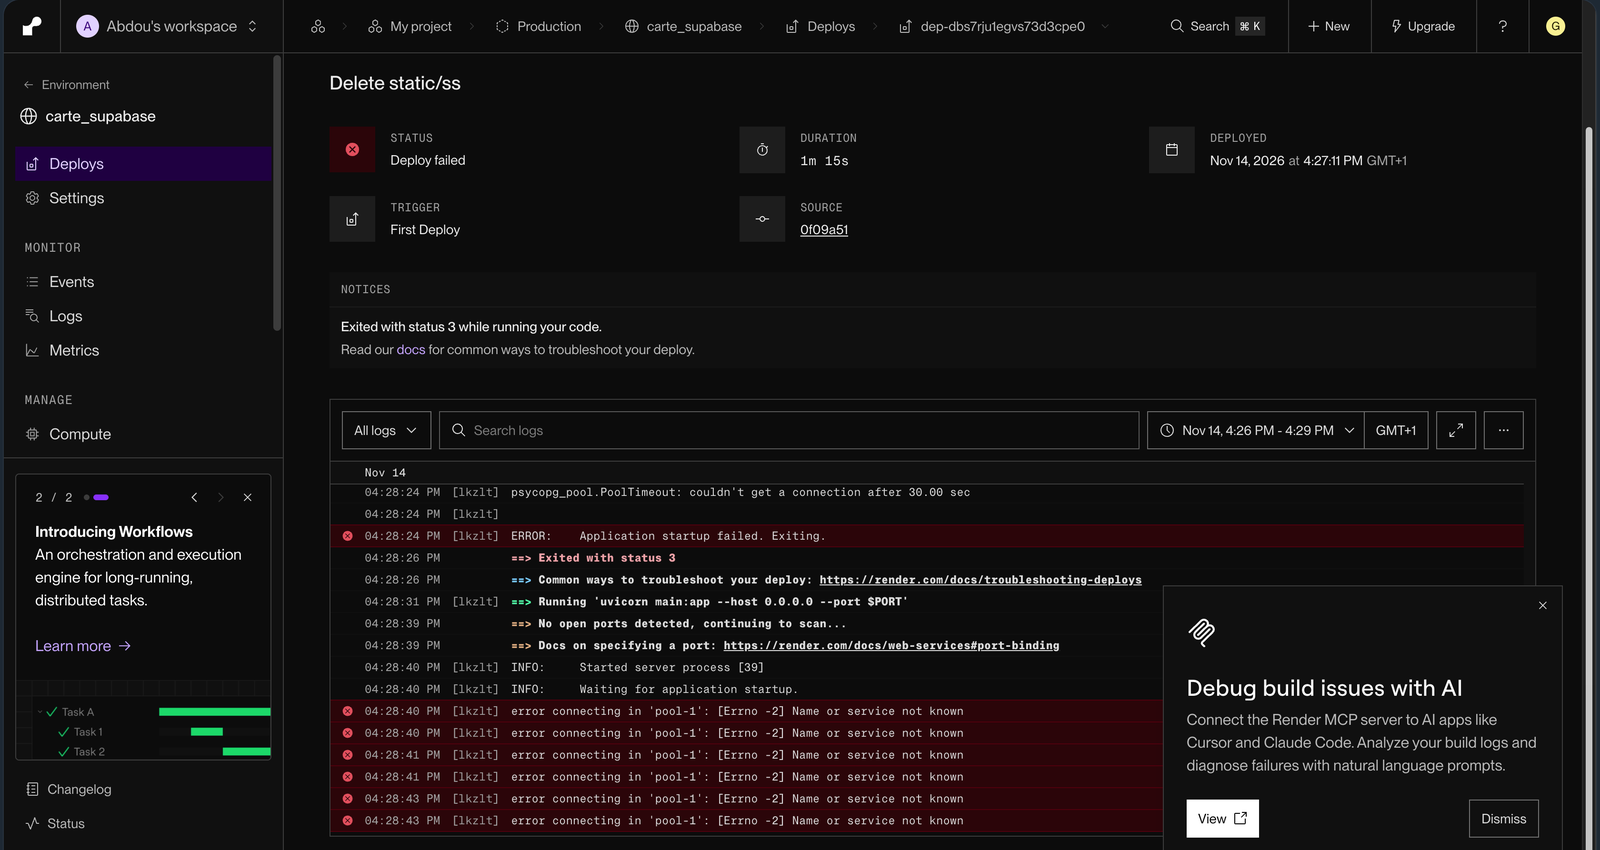 A
Abdou's workspace
My project
Production
carte_supabase
Deploys
dep-dbs7rju1egvs73d3cpe0
Search
⌘ K
+ New
Upgrade
?
G
← Environment
carte_supabase
Deploys
Settings
MONITOR
Events
Logs
Metrics
MANAGE
Compute
2 / 2
Introducing Workflows
An orchestration and execution
engine for long-running,
distributed tasks.
Learn more →
Task A
Task 1
Task 2
Changelog
Status
Delete static/ss
STATUS
Deploy failed
DURATION
1m 15s
DEPLOYED
Nov 14, 2026 at 4:27:11 PM GMT+1
TRIGGER
First Deploy
SOURCE
0f09a51
NOTICES
Exited with status 3 while running your code.
Read our docs for common ways to troubleshoot your deploy.
All logs
Search logs
Nov 14, 4:26 PM - 4:29 PM
GMT+1
...
Nov 14
04:28:24 PM [lkzlt] psycopg_pool.PoolTimeout: couldn't get a connection after 30.00 sec
04:28:24 PM [lkzlt]
04:28:24 PM [lkzlt] ERROR: Application startup failed. Exiting.
04:28:26 PM ==> Exited with status 3
04:28:26 PM ==> Common ways to troubleshoot your deploy: https://render.com/docs/troubleshooting-deploys
04:28:31 PM [lkzlt] ==> Running 'uvicorn main:app --host 0.0.0.0 --port $PORT'
04:28:39 PM ==> No open ports detected, continuing to scan...
04:28:39 PM ==> Docs on specifying a port: https://render.com/docs/web-services#port-binding
04:28:40 PM [lkzlt] INFO: Started server process [39]
04:28:40 PM [lkzlt] INFO: Waiting for application startup.
04:28:40 PM [lkzlt] error connecting in 'pool-1': [Errno -2] Name or service not known
04:28:40 PM [lkzlt] error connecting in 'pool-1': [Errno -2] Name or service not known
04:28:41 PM [lkzlt] error connecting in 'pool-1': [Errno -2] Name or service not known
04:28:41 PM [lkzlt] error connecting in 'pool-1': [Errno -2] Name or service not known
04:28:43 PM [lkzlt] error connecting in 'pool-1': [Errno -2] Name or service not known
04:28:43 PM [lkzlt] error connecting in 'pool-1': [Errno -2] Name or service not known
Debug build issues with AI
Connect the Render MCP server to AI apps like
Cursor and Claude Code. Analyze your build logs and
diagnose failures with natural language prompts.
View
Dismiss